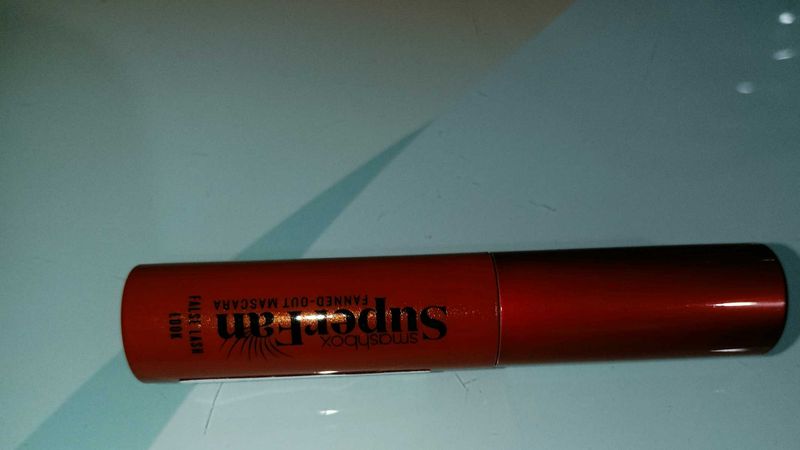 smashbox
SuperFan
FANNED-OUT MASCARA
FALSE LASH
LOOK